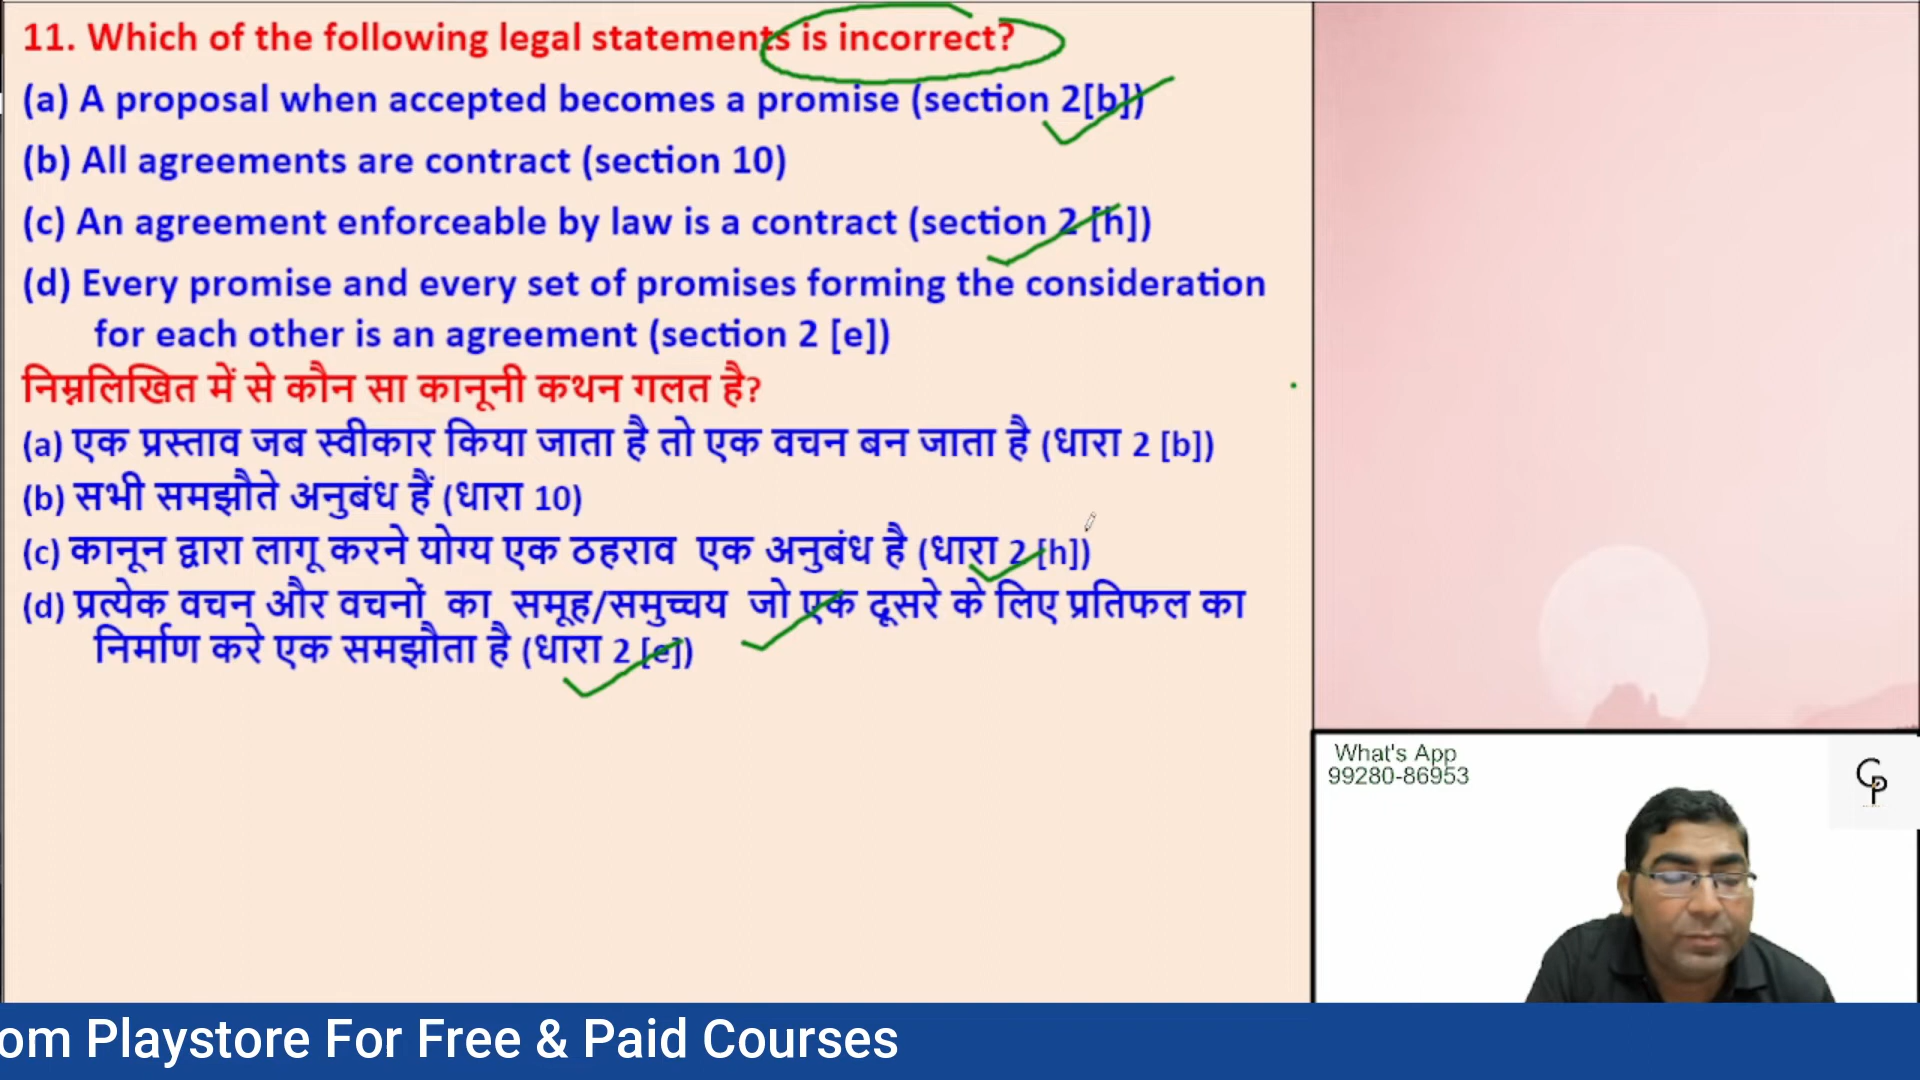 11. Which of the following legal statements is incorrect?
(a) A proposal when accepted becomes a promise (section 2[b])
(b) All agreements are contract (section 10)
(c) An agreement enforceable by law is a contract (section 2 [h])
(d) Every promise and every set of promises forming the consideration
for each other is an agreement (section 2 [e])
निम्नलिखित में से कौन सा कानूनी कथन गलत है?
(a) एक प्रस्ताव जब स्वीकार किया जाता है तो एक वचन बन जाता है (धारा 2 [b])
(b) सभी समझौते अनुबंध हैं (धारा 10)
(c) कानून द्वारा लागू करने योग्य एक ठहराव एक अनुबंध है (धारा 2 [h])
(d) प्रत्येक वचन और वचनों का समूह/समुच्चय जो एक दूसरे के लिए प्रतिफल का
निर्माण करे एक समझौता है (धारा 2 [e])
What's App
99280-86953
CP
om Playstore For Free & Paid Courses